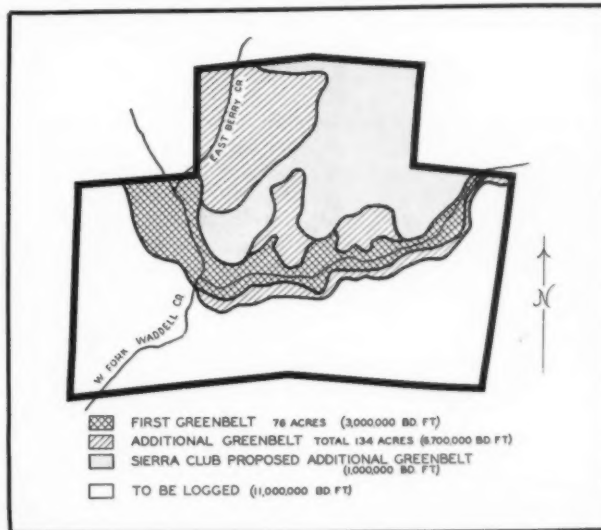 EAST BERRY CR
W FORK WADDELL CR
N
FIRST GREENBELT 76 ACRES (3,000,000 BD. FT)
ADDITIONAL GREENBELT TOTAL 134 ACRES (8,700,000 BD. FT)
SIERRA CLUB PROPOSED ADDITIONAL GREENBELT
(1,000,000 BD. FT)
TO BE LOGGED (11,000,000 BD FT)